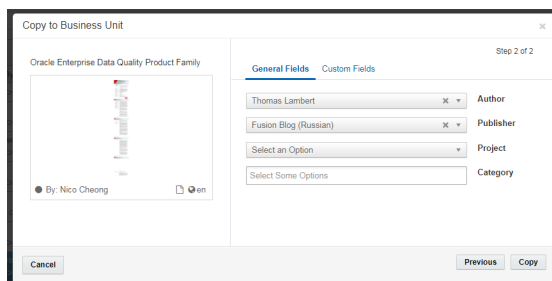 Copy to Business Unit
×
Step 2 of 2
Oracle Enterprise Data Quality Product Family
General Fields Custom Fields
Thomas Lambert × Author
Fusion Blog (Russian) × Publisher
Select an Option Project
Select Some Options Category
By: Nico Cheong en
Cancel Previous Copy